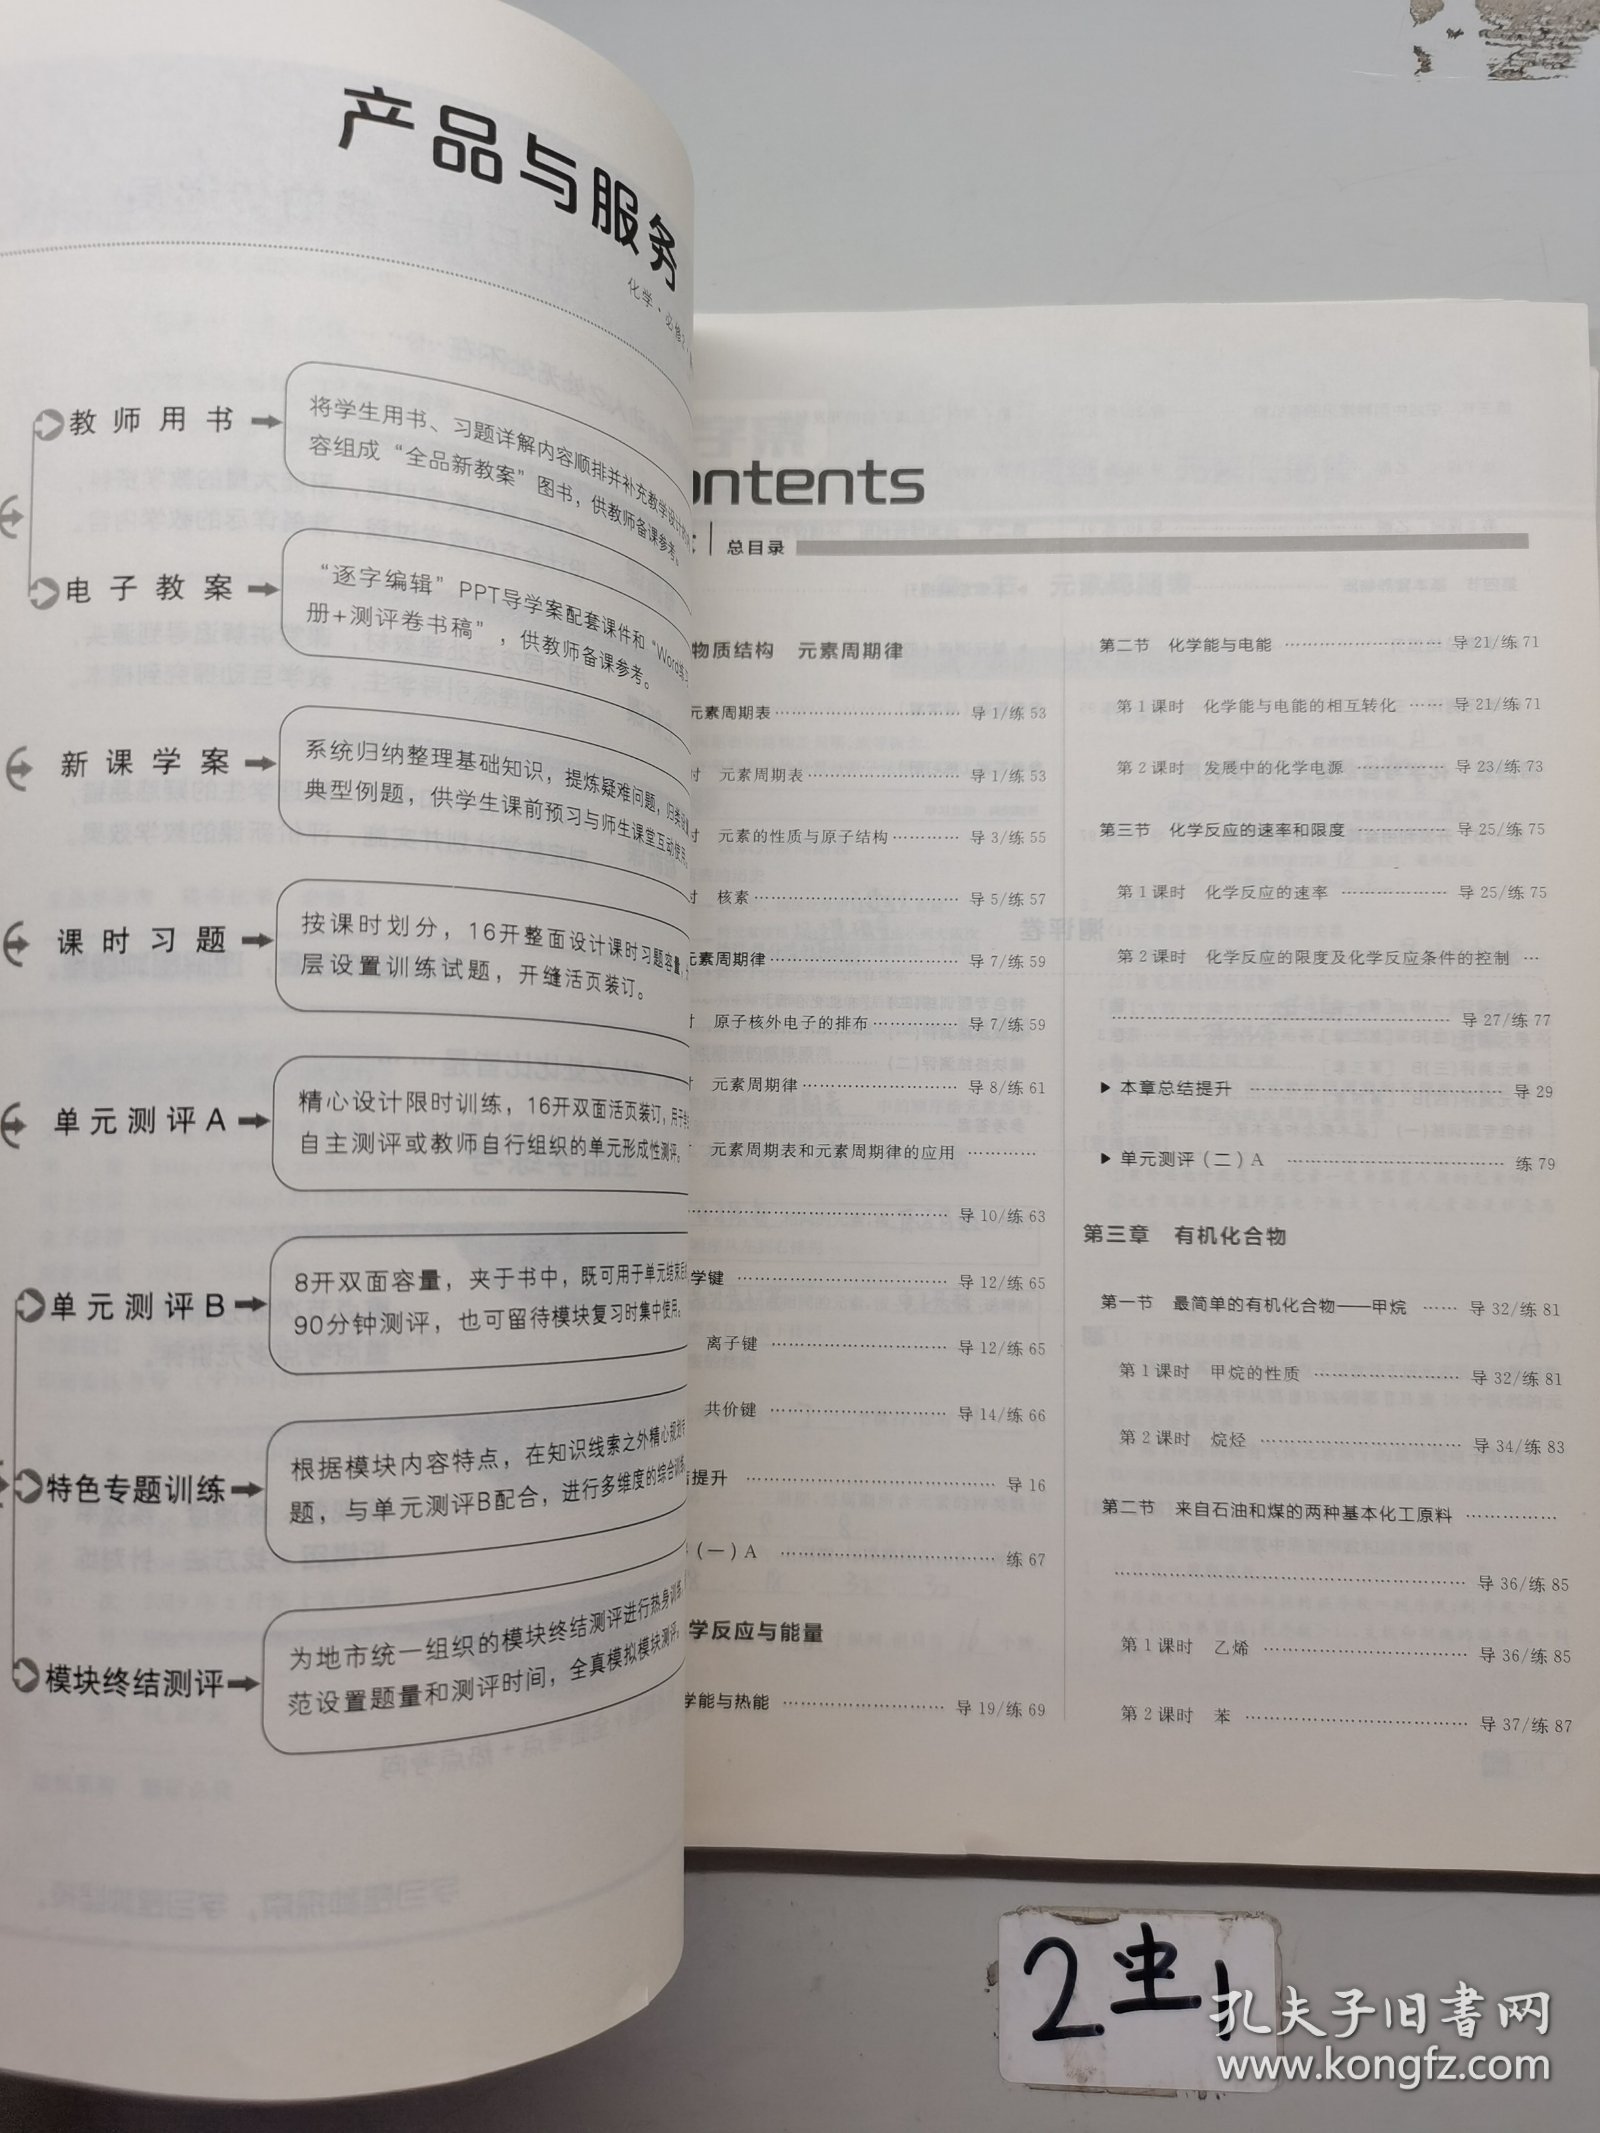 产品与服务
化学·必修2
教师用书
将学生用书、习题详解内容顺排并补充教学设计
容组成“全品新教案”图书，供教师备课参考。
电子教案
“逐字编辑”PPT导学案配套课件和“Word练习
册+测评卷书稿”，供教师备课参考。
新课学案
系统归纳整理基础知识，提炼疑难问题，归类
典型例题，供学生课前预习与师生课堂互动使用。
课时习题
按课时划分，16开整面设计课时习题容量，
层设置训练试题，开缝活页装订。
单元测评A
精心设计限时训练，16开双面活页装订，用于
自主测评或教师自行组织的单元形成性测评。
单元测评B
8开双面容量，夹于书中，既可用于单元结束后
90分钟测评，也可留待模块复习时集中使用。
特色专题训练
根据模块内容特点，在知识线索之外精心规划
题，与单元测评B配合，进行多维度的综合训练
模块终结测评
为地市统一组织的模块终结测评进行热身训练，
范设置题量和测评时间，全真模拟模块测评。
ontents
总目录
物质结构 元素周期律
元素周期表 …… 导1/练53
时 元素周期表 …… 导1/练53
时 元素的性质与原子结构 …… 导3/练55
时 核素 …… 导5/练57
元素周期律 …… 导7/练59
时 原子核外电子的排布 …… 导7/练59
元素周期律 …… 导8/练61
元素周期表和元素周期律的应用 ……
…… 导10/练63
学键 …… 导12/练65
离子键 …… 导12/练65
共价键 …… 导14/练66
提升 …… 导16
（一）A …… 练67
学反应与能量
学能与热能 …… 导19/练69
第二节 化学能与电能 …… 导21/练71
第1课时 化学能与电能的相互转化 …… 导21/练71
第2课时 发展中的化学电源 …… 导23/练73
第三节 化学反应的速率和限度 …… 导25/练75
第1课时 化学反应的速率 …… 导25/练75
第2课时 化学反应的限度及化学反应条件的控制 …
…… 导27/练77
▶ 本章总结提升 …… 导29
▶ 单元测评（二）A …… 练79
第三章 有机化合物
第一节 最简单的有机化合物——甲烷 …… 导32/练81
第1课时 甲烷的性质 …… 导32/练81
第2课时 烷烃 …… 导34/练83
第二节 来自石油和煤的两种基本化工原料 ……
…… 导36/练85
第1课时 乙烯 …… 导36/练85
第2课时 苯 …… 导37/练87
孔夫子旧书网
www.kongfz.com